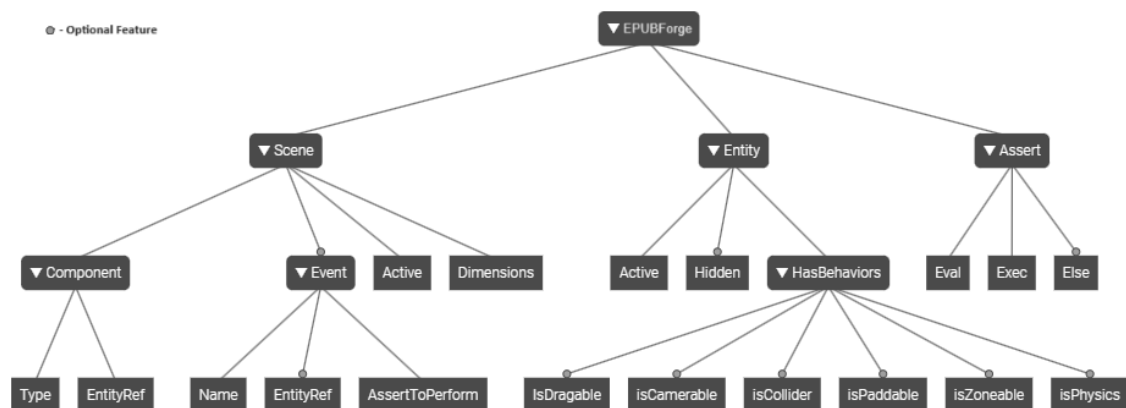 - Optional Feature
▼ EPUBForge
▼ Scene
▼ Entity
▼ Assert
▼ Component
▼ Event
Active
Dimensions
Active
Hidden
▼ HasBehaviors
Eval
Exec
Else
Type
EntityRef
Name
EntityRef
AssertToPerform
IsDragable
isCamerable
isCollider
isPaddable
isZoneable
isPhysics